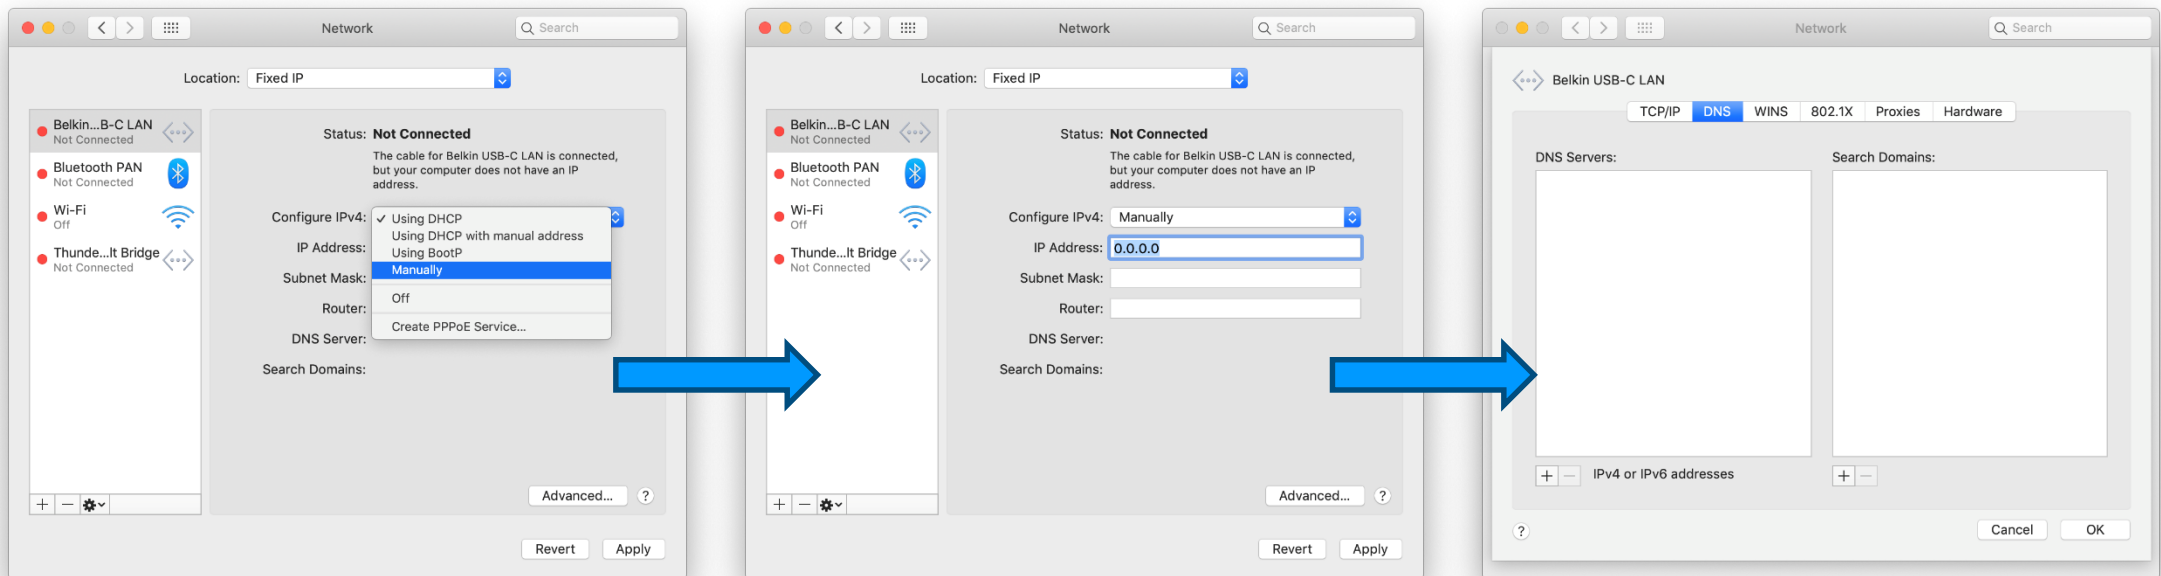 Network
Search
Location: Fixed IP
Belkin...B-C LAN
Not Connected
Bluetooth PAN
Not Connected
Wi-Fi
Off
Thunde...lt Bridge
Not Connected
Status: Not Connected
The cable for Belkin USB-C LAN is connected,
but your computer does not have an IP
address.
Configure IPv4:
✓ Using DHCP
Using DHCP with manual address
Using BootP
Manually
Off
Create PPPoE Service...
IP Address:
Subnet Mask:
Router:
DNS Server:
Search Domains:
Advanced... ?
Revert Apply
Network
Search
Location: Fixed IP
Belkin...B-C LAN
Not Connected
Bluetooth PAN
Not Connected
Wi-Fi
Off
Thunde...lt Bridge
Not Connected
Status: Not Connected
The cable for Belkin USB-C LAN is connected,
but your computer does not have an IP
address.
Configure IPv4: Manually
IP Address: 0.0.0.0
Subnet Mask:
Router:
DNS Server:
Search Domains:
Advanced... ?
Revert Apply
Network
Search
Belkin USB-C LAN
TCP/IP DNS WINS 802.1X Proxies Hardware
DNS Servers:
Search Domains:
+ − IPv4 or IPv6 addresses
+ −
? Cancel OK